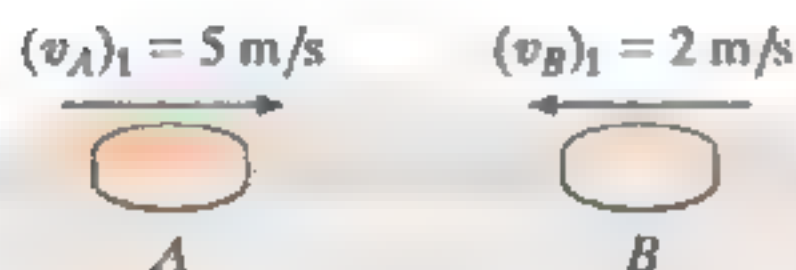 (v_A)_1 = 5 m/s (v_B)_1 = 2 m/s
A B